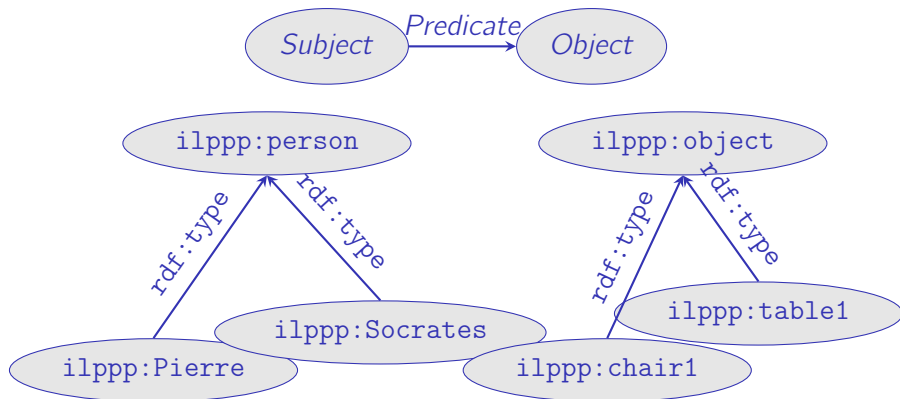 Subject
Predicate
Object
ilppp:person
ilppp:object
rdf:type
rdf:type
rdf:type
rdf:type
ilppp:Socrates
ilppp:table1
ilppp:Pierre
ilppp:chair1